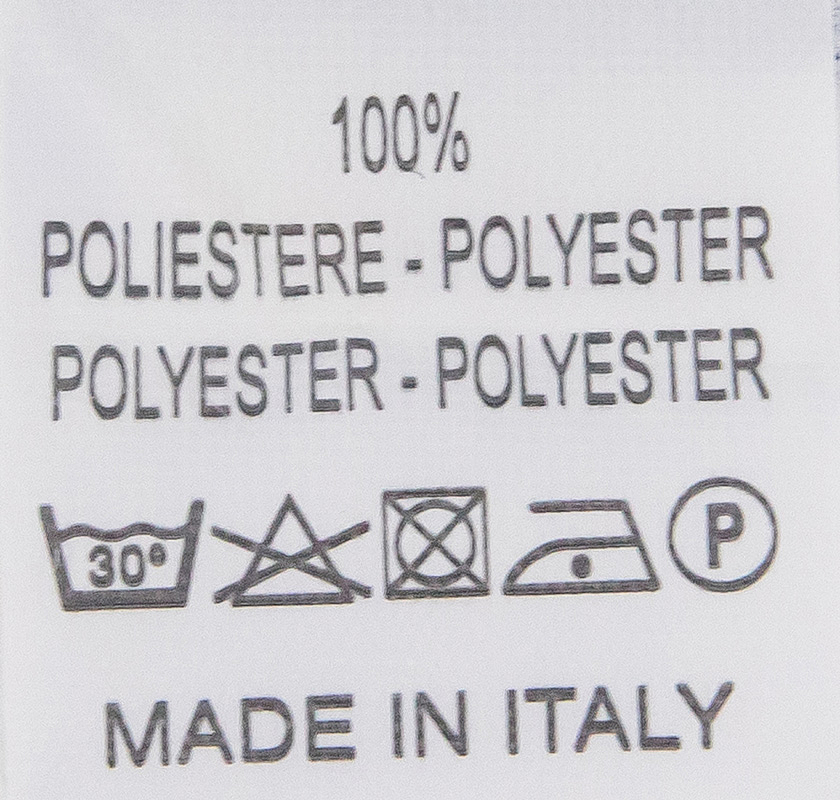 100%
POLIESTERE - POLYESTER
POLYESTER - POLYESTER
30° P
MADE IN ITALY